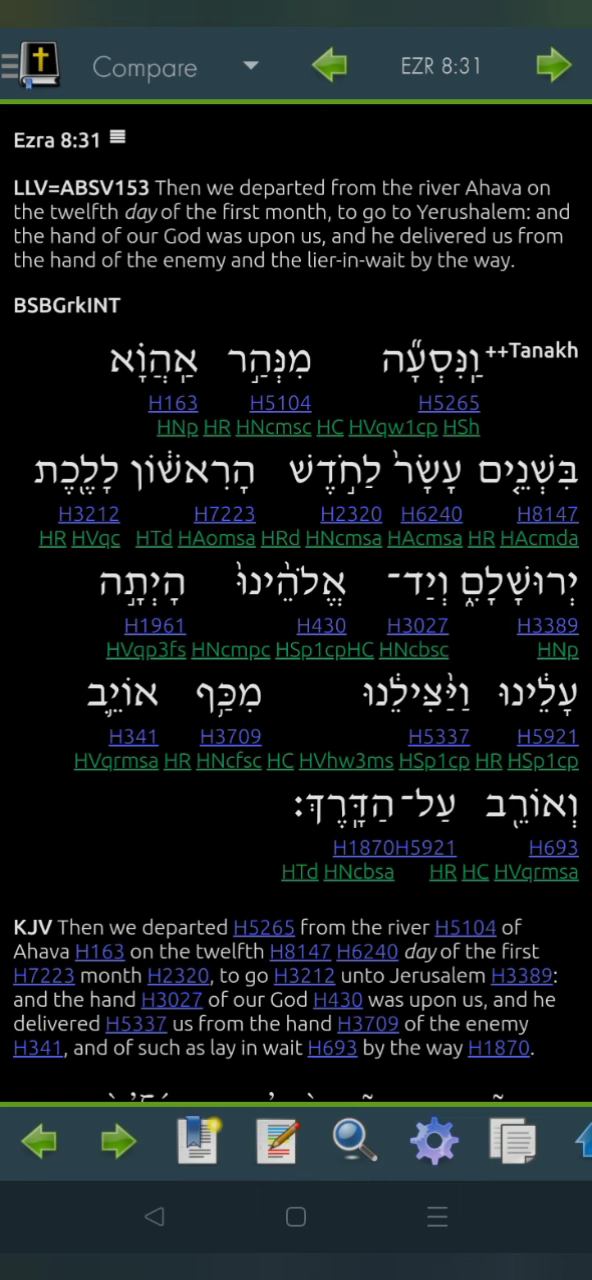 Compare
EZR 8:31
Ezra 8:31
LLV=ABSV153 Then we departed from the river Ahava on
the twelfth day of the first month, to go to Yerushalem: and
the hand of our God was upon us, and he delivered us from
the hand of the enemy and the lier-in-wait by the way.
BSBGrkINT
++Tanakh וַֽנִּסְעָ֞ה מִנְּהַ֣ר אַֽהֲוָ֗א
H163 H5104 H5265
HNp HR HNcmsc HC HVqw1cp HSh
בִּשְׁנֵ֤ים עָשָׂר֙ לַחֹ֣דֶשׁ הָרִאשׁ֔וֹן לָלֶ֖כֶת
H3212 H7223 H2320 H6240 H8147
HR HVqc HTd HAomsa HRd HNcmsa HAcmsa HR HAcmda
יְרוּשָׁלִָ֑ם וְיַד־ אֱלֹהֵ֙ינוּ֙ הָיְתָ֣ה
H1961 H430 H3027 H3389
HVqp3fs HNcmpc HSp1cpHC HNcbsc HNp
עָלֵ֔ינוּ וַיַּ֨צִּילֵ֔נוּ מִכַּ֥ף אוֹיֵ֛ב
H341 H3709 H5337 H5921
HVqrmsa HR HNcfsc HC HVhw3ms HSp1cp HR HSp1cp
וְאוֹרֵ֖ב עַל־הַדָּֽרֶךְ׃
H1870H5921 H693
HTd HNcbsa HR HC HVqrmsa
KJV Then we departed H5265 from the river H5104 of
Ahava H163 on the twelfth H8147 H6240 day of the first
H7223 month H2320, to go H3212 unto Jerusalem H3389:
and the hand H3027 of our God H430 was upon us, and he
delivered H5337 us from the hand H3709 of the enemy
H341, and of such as lay in wait H693 by the way H1870.